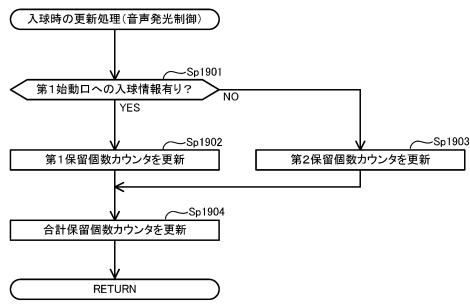 入球時の更新処理(音声発光制御)
Sp1901
第1始動口への入球情報有り?
NO
YES
Sp1902
第1保留個数カウンタを更新
Sp1903
第2保留個数カウンタを更新
Sp1904
合計保留個数カウンタを更新
RETURN